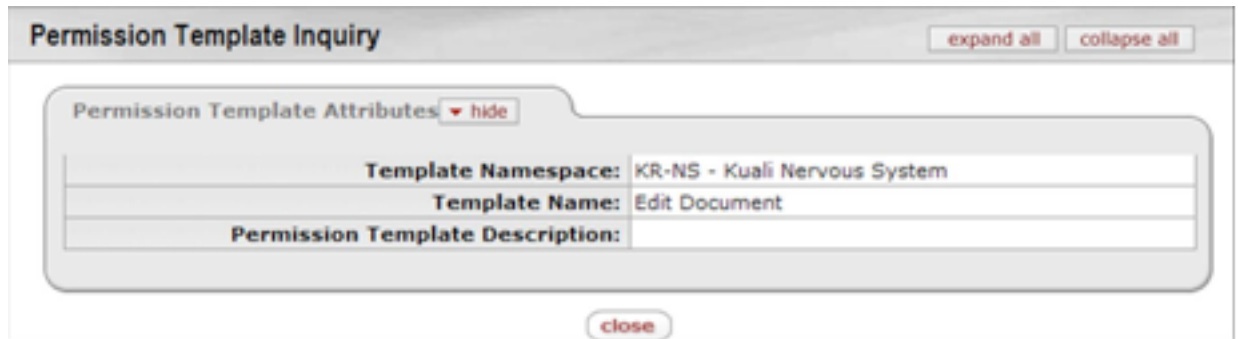 Permission Template Inquiry expand all collapse all
Permission Template Attributes hide
Template Namespace: KR-NS - Kuali Nervous System
Template Name: Edit Document
Permission Template Description:
close